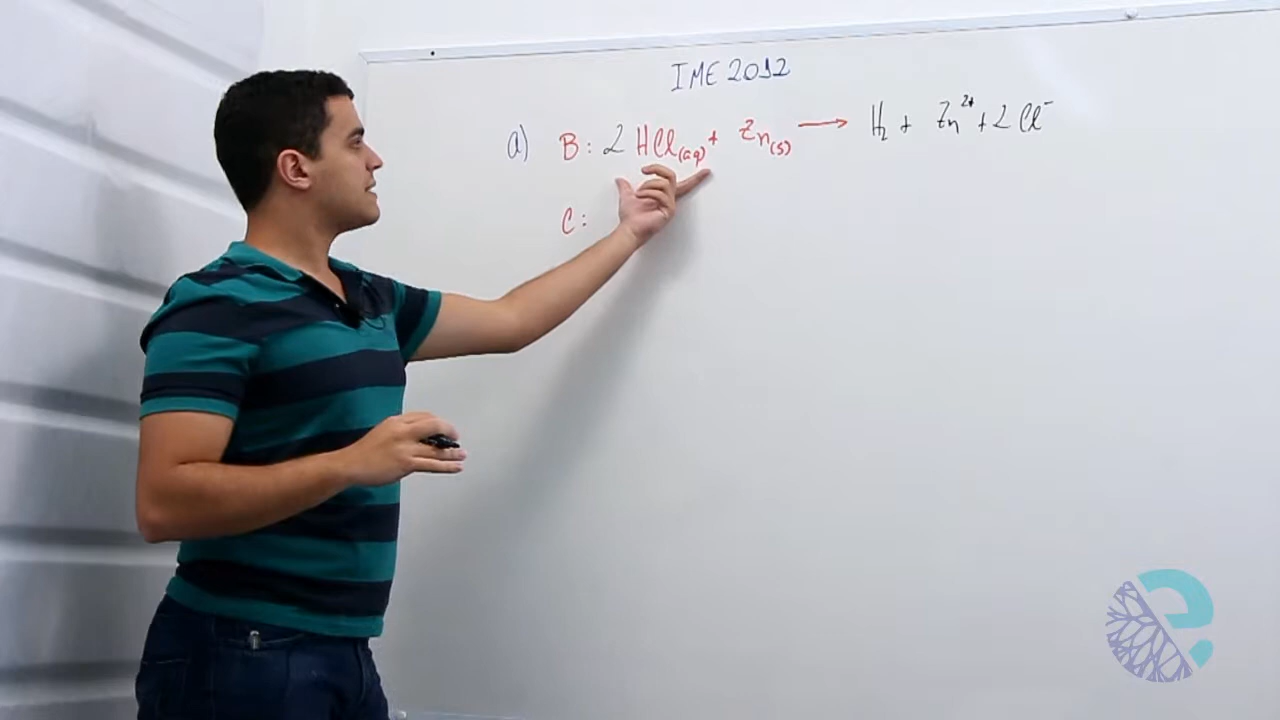 IME 2012
a) B: 2 HCl(aq) + Zn(s) → H₂ + Zn²⁺ + 2 Cl⁻
C: